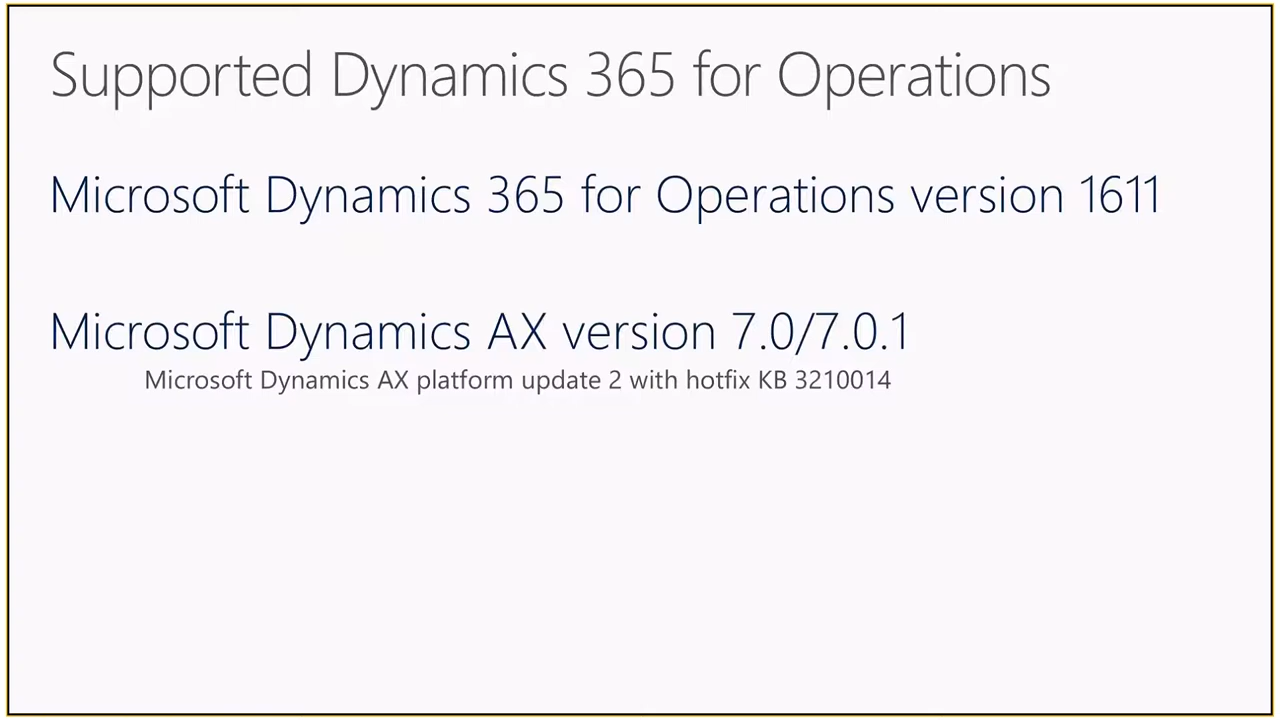 Supported Dynamics 365 for Operations
Microsoft Dynamics 365 for Operations version 1611
Microsoft Dynamics AX version 7.0/7.0.1
Microsoft Dynamics AX platform update 2 with hotfix KB 3210014